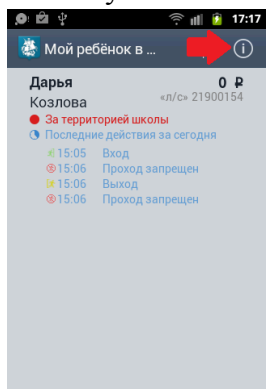 17:17
Мой ребёнок в ...
Дарья 0 ₽
Козлова «л/с» 21900154
За территорией школы
Последние действия за сегодня
15:05 Вход
15:06 Проход запрещен
15:06 Выход
15:06 Проход запрещен